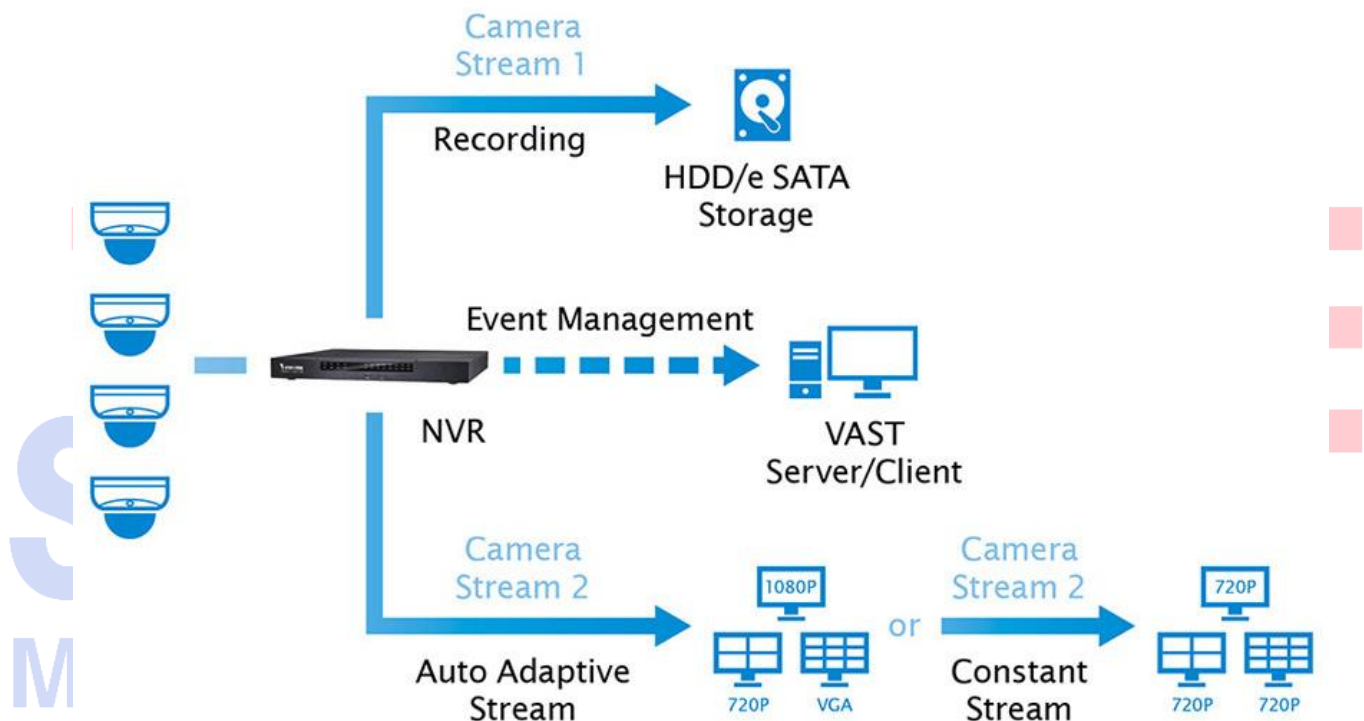 Camera
Stream 1
Recording
HDD/e SATA
Storage
Event Management
NVR
VAST
Server/Client
Camera
Stream 2
Auto Adaptive
Stream
1080P
720P
VGA
or
Camera
Stream 2
Constant
Stream
720P
720P
720P
S
M